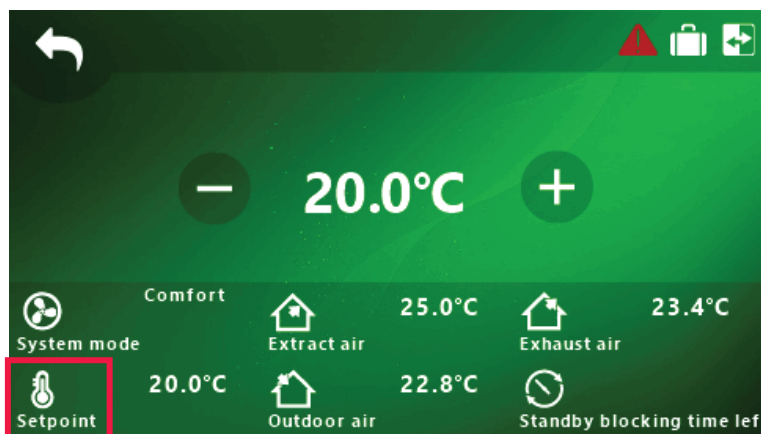 20.0°C
Comfort 25.0°C 23.4°C
System mode Extract air Exhaust air
20.0°C 22.8°C
Setpoint Outdoor air Standby blocking time lef